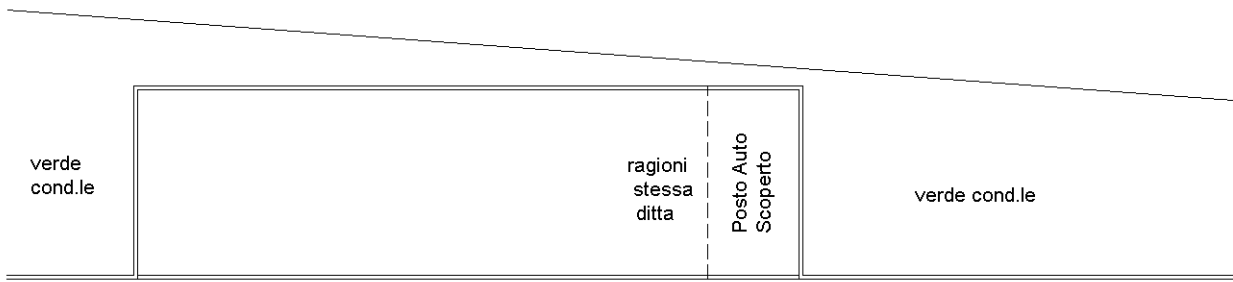 verde
cond.le
ragioni
stessa
ditta
Posto Auto
Scoperto
verde cond.le